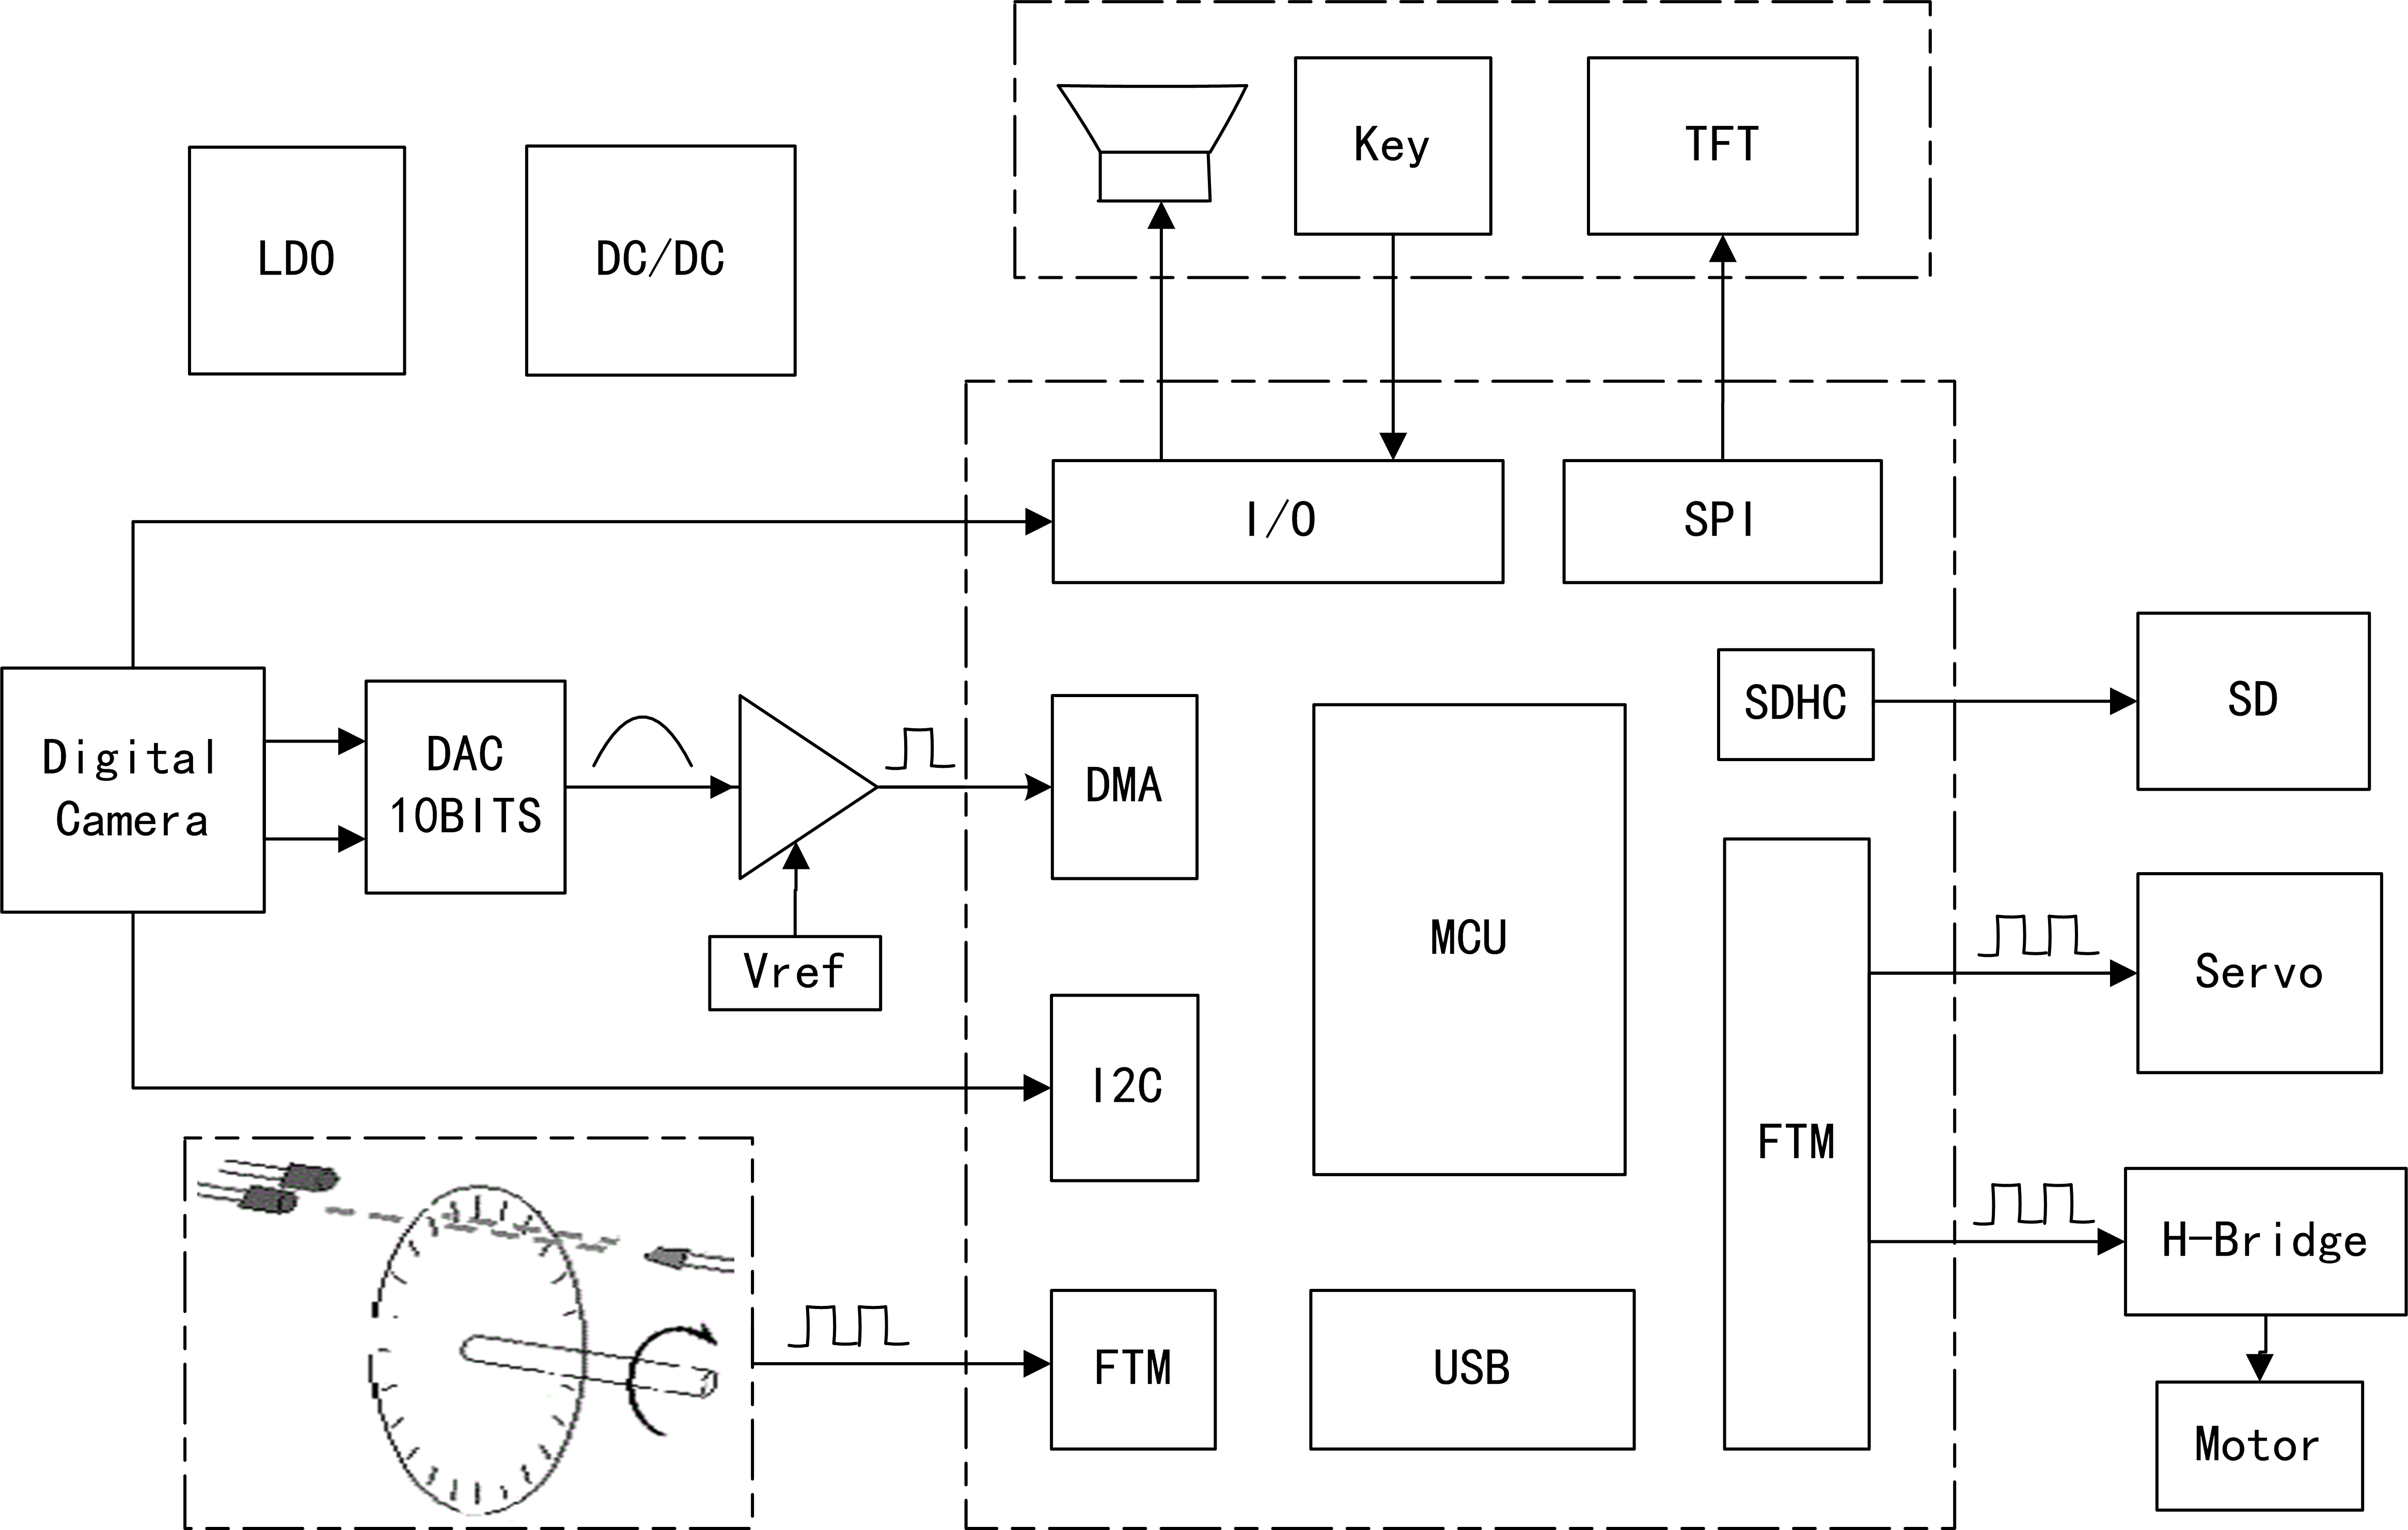 Key
TFT
LDO
DC/DC
I/O
SPI
SDHC
SD
Digital
Camera
DAC
10BITS
DMA
MCU
Vref
Servo
I2C
FTM
H-Bridge
FTM
USB
Motor